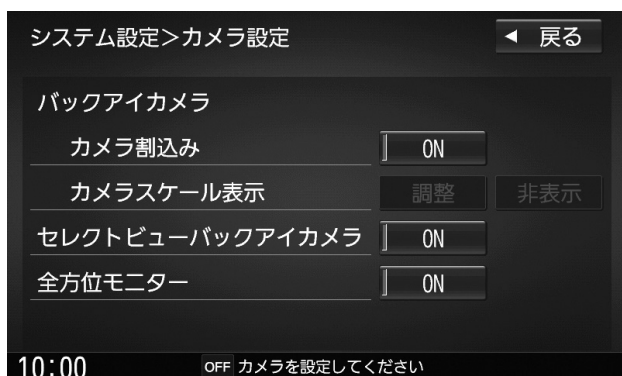 システム設定＞カメラ設定 ◀ 戻る
バックアイカメラ
カメラ割込み ON
カメラスケール表示 調整 非表示
セレクトビューバックアイカメラ ON
全方位モニター ON
10:00 OFF カメラを設定してください